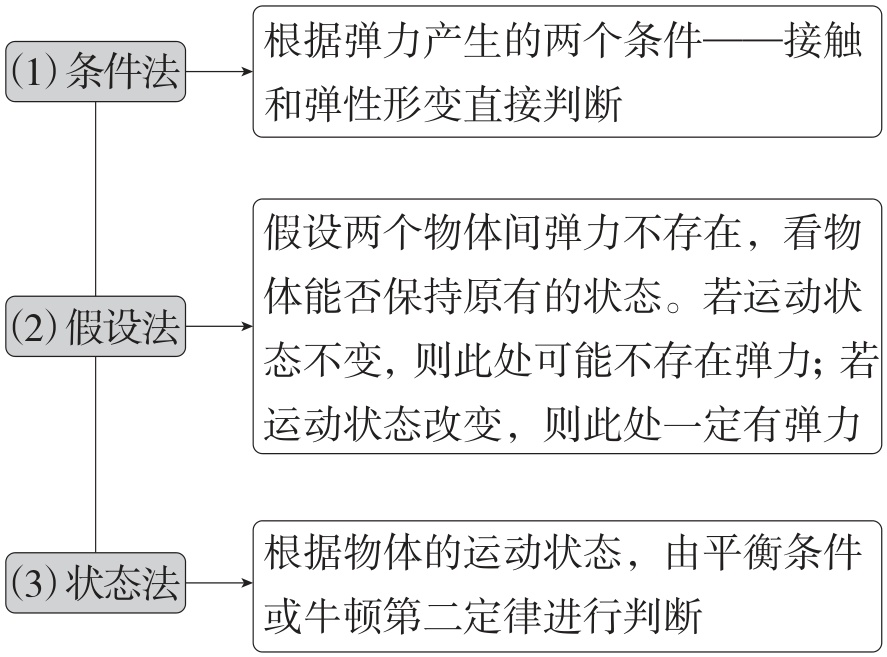 (1)条件法
根据弹力产生的两个条件——接触
和弹性形变直接判断
(2)假设法
假设两个物体间弹力不存在，看物
体能否保持原有的状态。若运动状
态不变，则此处可能不存在弹力；若
运动状态改变，则此处一定有弹力
(3)状态法
根据物体的运动状态，由平衡条件
或牛顿第二定律进行判断